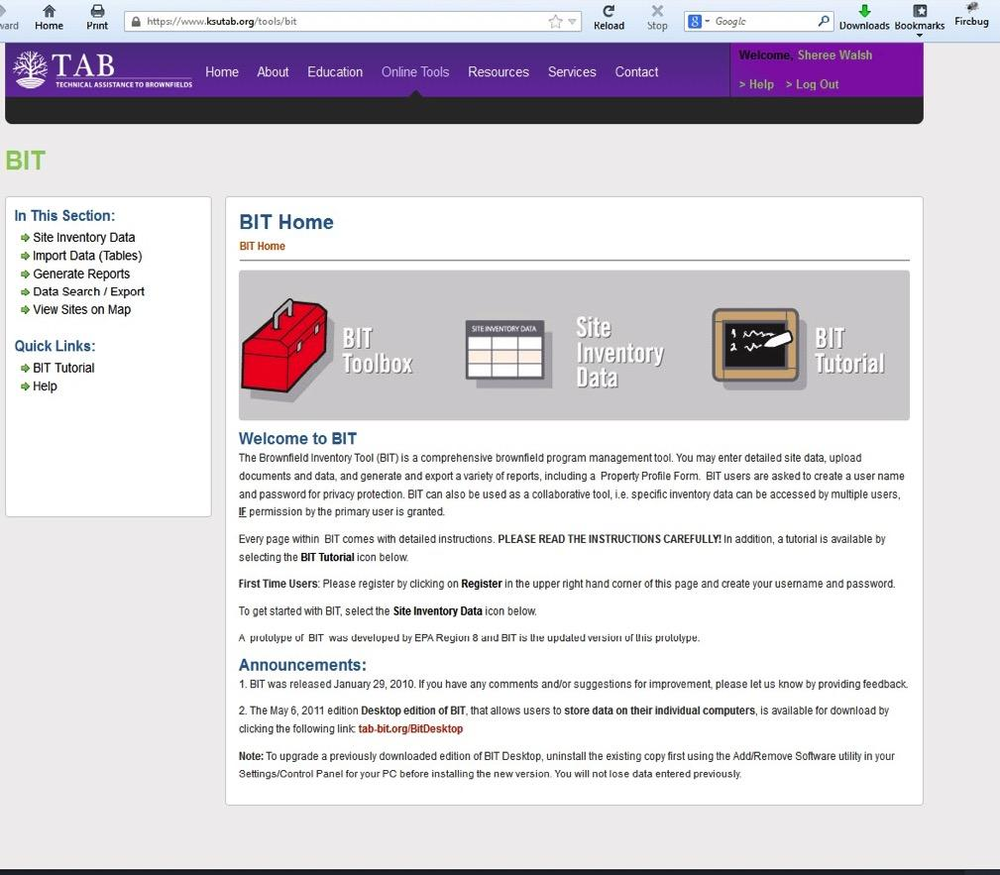 ward Home Print https://www.ksutab.org/tools/bit Reload Stop 8 Google Downloads Bookmarks Firebug
TAB
TECHNICAL ASSISTANCE TO BROWNFIELDS
Home About Education Online Tools Resources Services Contact
Welcome, Sheree Walsh
> Help > Log Out
BIT
In This Section:
Site Inventory Data
Import Data (Tables)
Generate Reports
Data Search / Export
View Sites on Map
Quick Links:
BIT Tutorial
Help
BIT Home
BIT Home
BIT
Toolbox
SITE INVENTORY DATA
Site
Inventory
Data
1
2
BIT
Tutorial
Welcome to BIT
The Brownfield Inventory Tool (BIT) is a comprehensive brownfield program management tool. You may enter detailed site data, upload
documents and data, and generate and export a variety of reports, including a Property Profile Form. BIT users are asked to create a user name
and password for privacy protection. BIT can also be used as a collaborative tool, i.e. specific inventory data can be accessed by multiple users,
IF permission by the primary user is granted.
Every page within BIT comes with detailed instructions. PLEASE READ THE INSTRUCTIONS CAREFULLY! In addition, a tutorial is available by
selecting the BIT Tutorial icon below.
First Time Users: Please register by clicking on Register in the upper right hand corner of this page and create your username and password.
To get started with BIT, select the Site Inventory Data icon below.
A prototype of BIT was developed by EPA Region 8 and BIT is the updated version of this prototype.
Announcements:
1. BIT was released January 29, 2010. If you have any comments and/or suggestions for improvement, please let us know by providing feedback.
2. The May 6, 2011 edition Desktop edition of BIT, that allows users to store data on their individual computers, is available for download by
clicking the following link: tab-bit.org/BitDesktop
Note: To upgrade a previously downloaded edition of BIT Desktop, uninstall the existing copy first using the Add/Remove Software utility in your
Settings/Control Panel for your PC before installing the new version. You will not lose data entered previously.